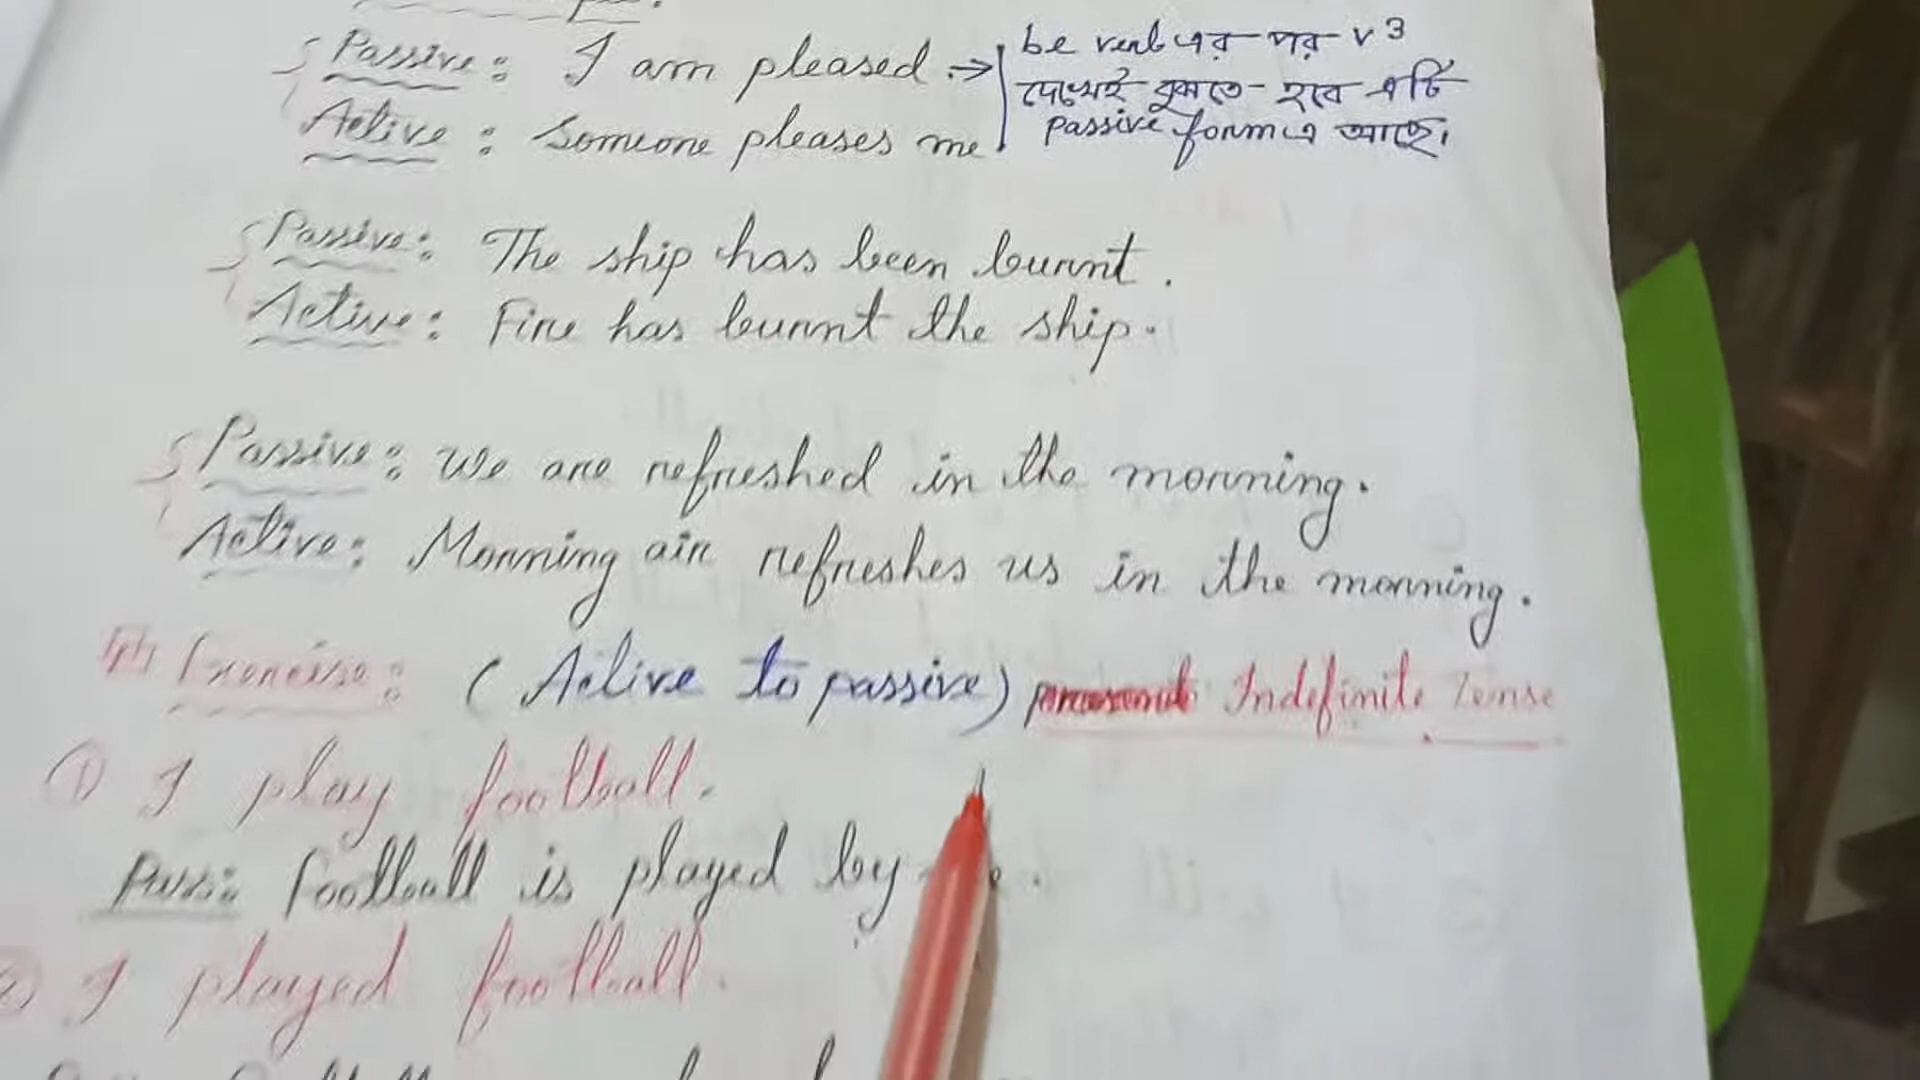 Passive: I am pleased. → be verb এর পর v3
দেখেই বুঝতে হবে এটি
Active: Someone pleases me. passive form এ আছে।
Passive: The ship has been burnt.
Active: Fire has burnt the ship.
Passive: We are refreshed in the morning.
Active: Morning air refreshes us in the morning.
Exercise: (Active to passive) Indefinite Tense
① I play football.
Pass: Football is played by
② I played football.